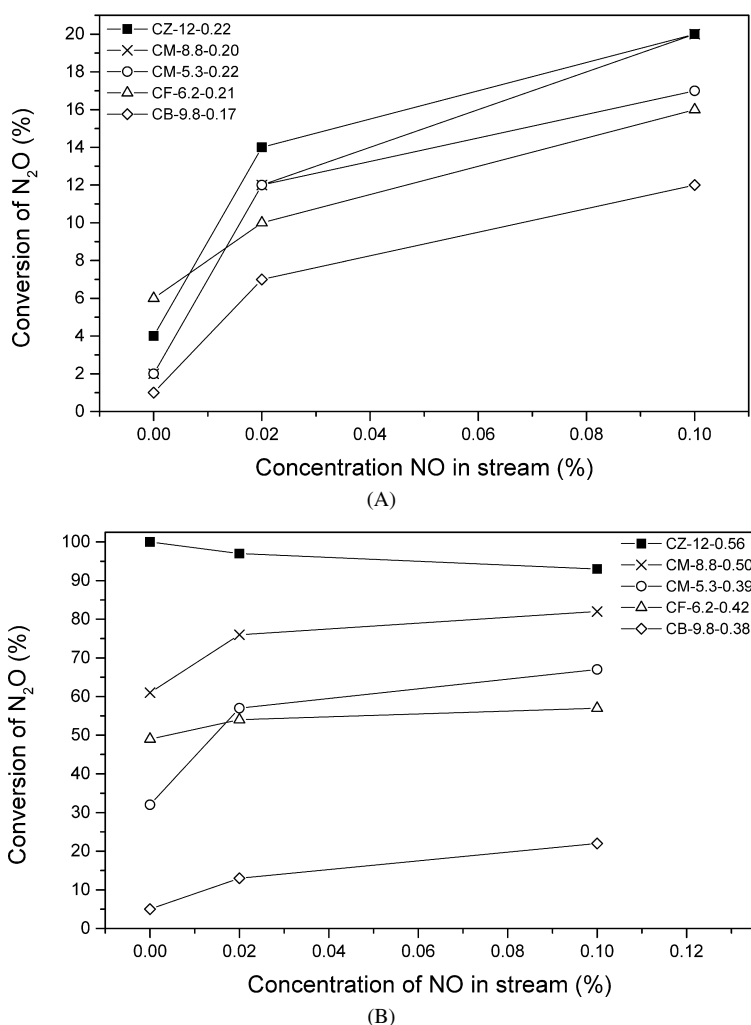 20
18
16
14
12
10
8
6
4
2
0
Conversion of N₂O (%)
CZ-12-0.22
CM-8.8-0.20
CM-5.3-0.22
CF-6.2-0.21
CB-9.8-0.17
0.00 0.02 0.04 0.06 0.08 0.10
Concentration NO in stream (%)
(A)
100
90
80
70
60
50
40
30
20
10
0
Conversion of N₂O (%)
CZ-12-0.56
CM-8.8-0.50
CM-5.3-0.39
CF-6.2-0.42
CB-9.8-0.38
0.00 0.02 0.04 0.06 0.08 0.10 0.12
Concentration of NO in stream (%)
(B)